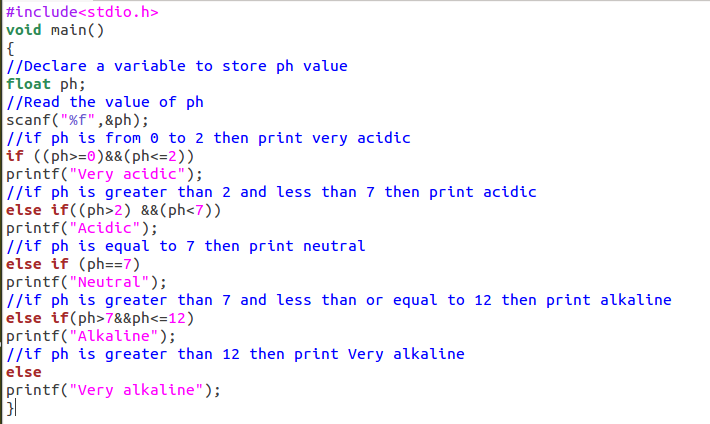 #include<stdio.h>
void main()
{
//Declare a variable to store ph value
float ph;
//Read the value of ph
scanf("%f",&ph);
//if ph is from 0 to 2 then print very acidic
if ((ph>=0)&&(ph<=2))
printf("Very acidic");
//if ph is greater than 2 and less than 7 then print acidic
else if((ph>2) &&(ph<7))
printf("Acidic");
//if ph is equal to 7 then print neutral
else if (ph==7)
printf("Neutral");
//if ph is greater than 7 and less than or equal to 12 then print alkaline
else if(ph>7&&ph<=12)
printf("Alkaline");
//if ph is greater than 12 then print Very alkaline
else
printf("Very alkaline");
}